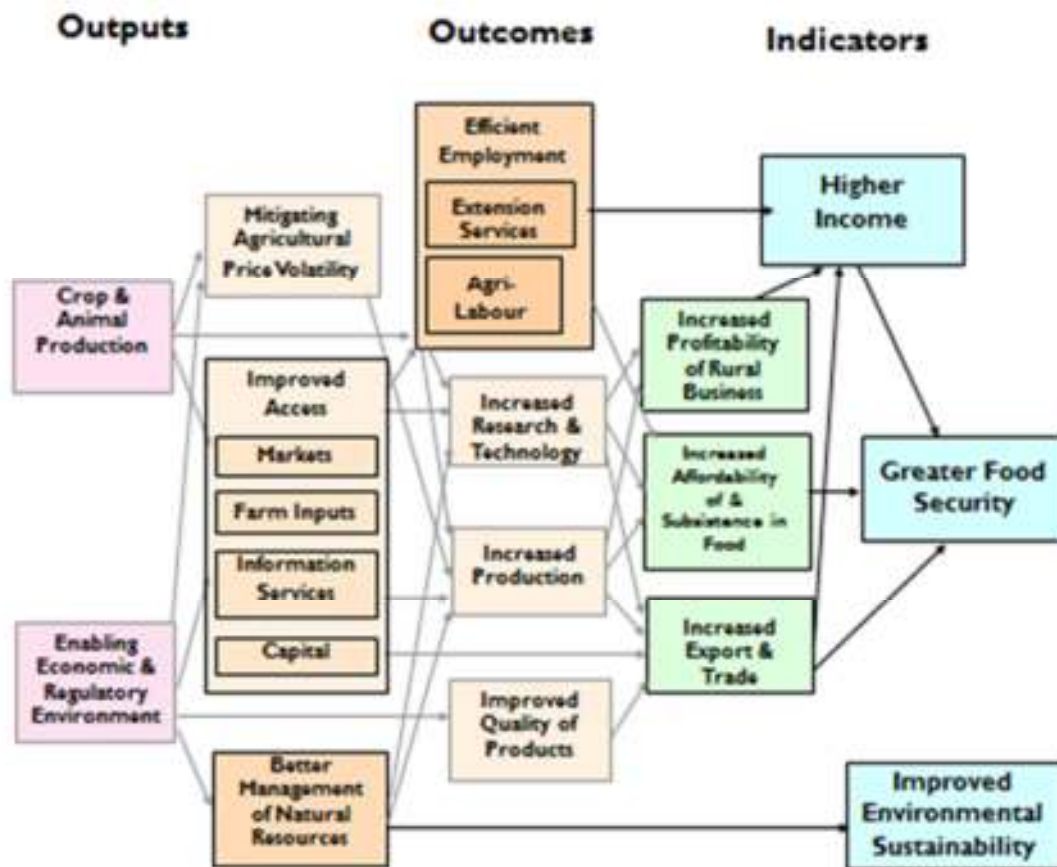 Outputs
Outcomes
Indicators
Efficient
Employment
Extension
Services
Agri-
Labour
Higher
Income
Mitigating
Agricultural
Price Volatility
Crop &
Animal
Production
Improved
Access
Markets
Farm Inputs
Information
Services
Capital
Increased
Research &
Technology
Increased
Production
Improved
Quality of
Products
Increased
Profitability
of Rural
Business
Increased
Affordability
of &
Subsistence in
Food
Increased
Export &
Trade
Greater Food
Security
Enabling
Economic &
Regulatory
Environment
Better
Management
of Natural
Resources
Improved
Environmental
Sustainability